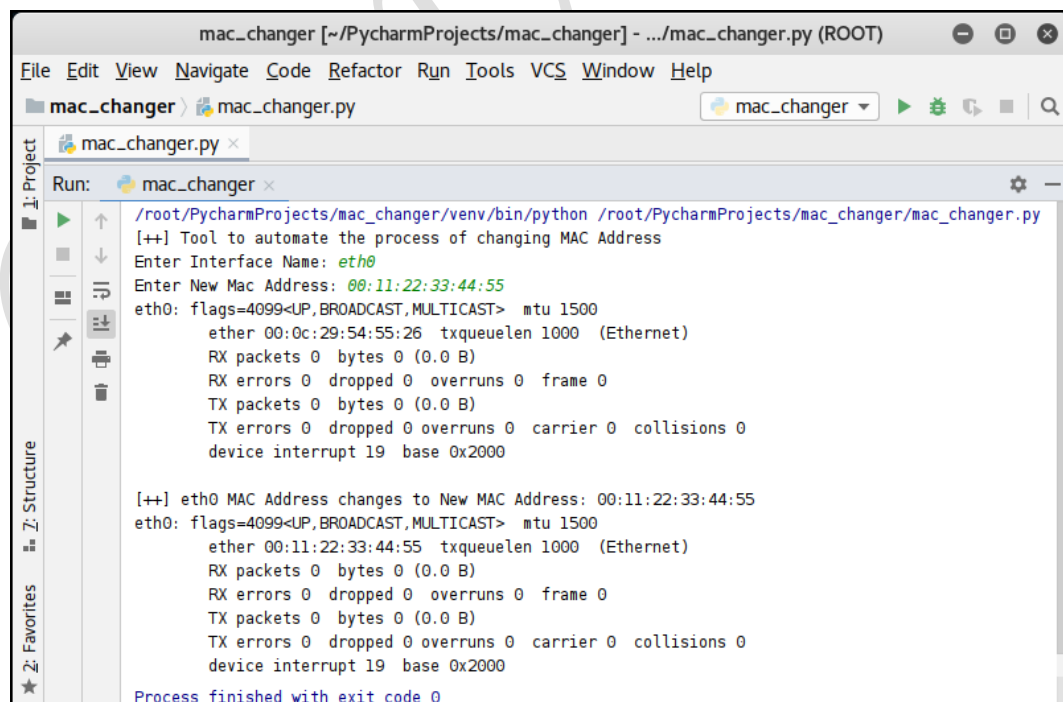 mac_changer [~/PycharmProjects/mac_changer] - .../mac_changer.py (ROOT)
File Edit View Navigate Code Refactor Run Tools VCS Window Help
mac_changer mac_changer.py mac_changer
1: Project
mac_changer.py
Run: mac_changer
/root/PycharmProjects/mac_changer/venv/bin/python /root/PycharmProjects/mac_changer/mac_changer.py
[++] Tool to automate the process of changing MAC Address
Enter Interface Name: eth0
Enter New Mac Address: 00:11:22:33:44:55
eth0: flags=4099<UP,BROADCAST,MULTICAST>  mtu 1500
        ether 00:0c:29:54:55:26  txqueuelen 1000  (Ethernet)
        RX packets 0  bytes 0 (0.0 B)
        RX errors 0  dropped 0  overruns 0  frame 0
        TX packets 0  bytes 0 (0.0 B)
        TX errors 0  dropped 0 overruns 0  carrier 0  collisions 0
        device interrupt 19  base 0x2000
[++] eth0 MAC Address changes to New MAC Address: 00:11:22:33:44:55
eth0: flags=4099<UP,BROADCAST,MULTICAST>  mtu 1500
        ether 00:11:22:33:44:55  txqueuelen 1000  (Ethernet)
        RX packets 0  bytes 0 (0.0 B)
        RX errors 0  dropped 0  overruns 0  frame 0
        TX packets 0  bytes 0 (0.0 B)
        TX errors 0  dropped 0 overruns 0  carrier 0  collisions 0
        device interrupt 19  base 0x2000
Process finished with exit code 0
7: Structure
2: Favorites